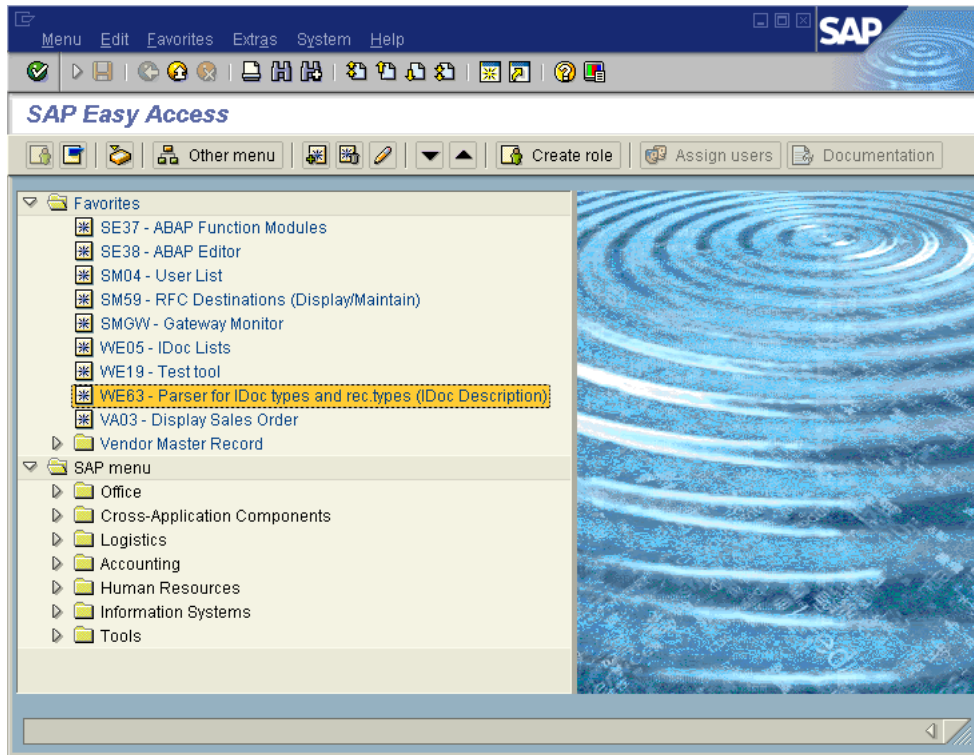 Menu Edit Favorites Extras System Help
SAP
SAP Easy Access
Other menu Create role Assign users Documentation
Favorites
SE37 - ABAP Function Modules
SE38 - ABAP Editor
SM04 - User List
SM59 - RFC Destinations (Display/Maintain)
SMGW - Gateway Monitor
WE05 - IDoc Lists
WE19 - Test tool
WE63 - Parser for IDoc types and rec.types (IDoc Description)
VA03 - Display Sales Order
Vendor Master Record
SAP menu
Office
Cross-Application Components
Logistics
Accounting
Human Resources
Information Systems
Tools